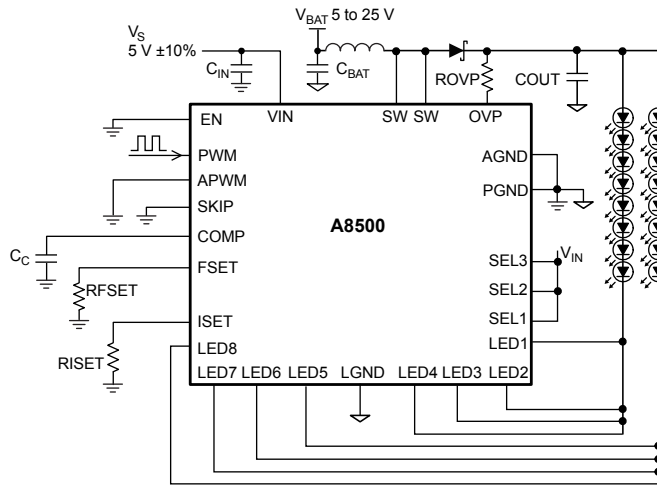 V_BAT 5 to 25 V
V_S
5 V ±10%
C_IN
C_BAT
ROVP
COUT
EN
VIN
SW
SW
OVP
PWM
AGND
APWM
PGND
SKIP
A8500
COMP
C_C
V_IN
SEL3
FSET
RFSET
SEL2
ISET
SEL1
LED8
LED1
RISET
LED7
LED6
LED5
LGND
LED4
LED3
LED2